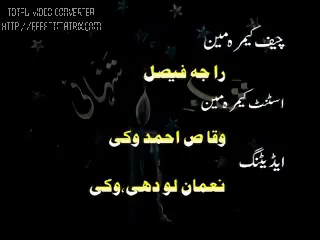 TOTAL VIDEO CONVERTER
HTTP://EFFECTMATRIX.COM
چیف کیمرہ مین
راجہ فیصل
اسسٹنٹ کیمرہ مین
وقاص احمد وکی
ایڈیٹنگ
نعمان لودھی،وکی